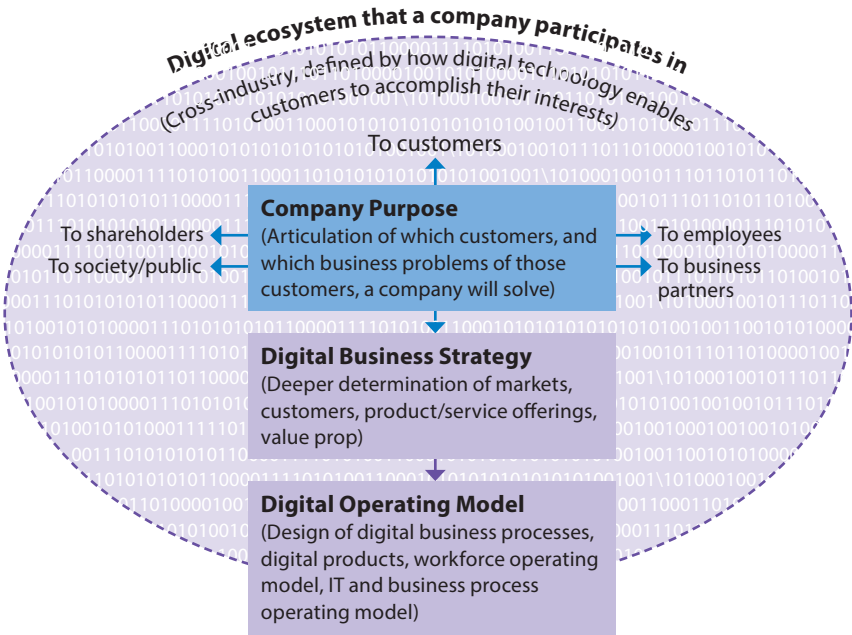 Digital ecosystem that a company participates in
(Cross-industry, defined by how digital technology enables
customers to accomplish their interests)
To customers
Company Purpose
(Articulation of which customers, and
which business problems of those
customers, a company will solve)
To shareholders
To society/public
To employees
To business
partners
Digital Business Strategy
(Deeper determination of markets,
customers, product/service offerings,
value prop)
Digital Operating Model
(Design of digital business processes,
digital products, workforce operating
model, IT and business process
operating model)